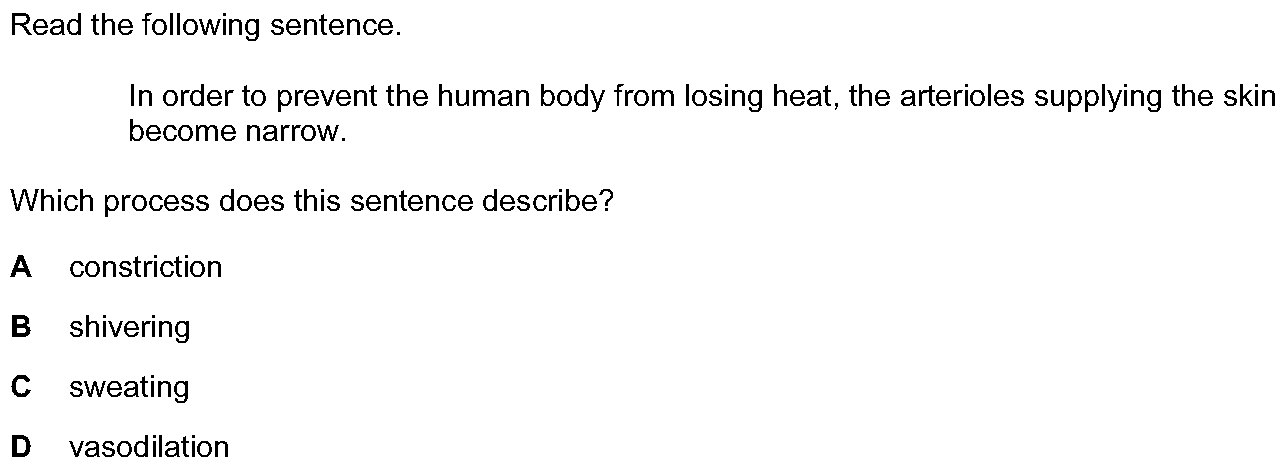 Read the following sentence.
In order to prevent the human body from losing heat, the arterioles supplying the skin
become narrow.
Which process does this sentence describe?
A constriction
B shivering
C sweating
D vasodilation